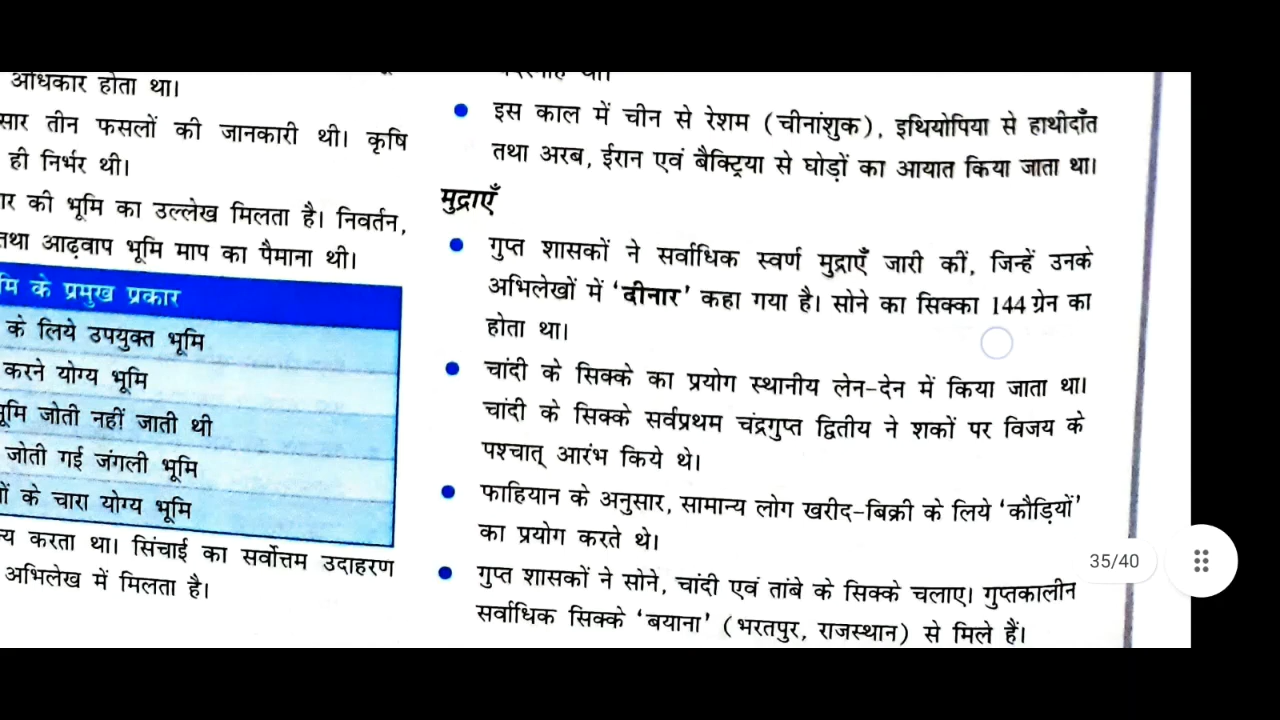 अधिकार होता था।
सार तीन फसलों की जानकारी थी। कृषि
ही निर्भर थी।
ार की भूमि का उल्लेख मिलता है। निवर्तन,
तथा आढ़वाप भूमि माप का पैमाना थी।
मि के प्रमुख प्रकार
के लिये उपयुक्त भूमि
करने योग्य भूमि
भूमि जोती नहीं जाती थी
जोती गई जंगली भूमि
ों के चारा योग्य भूमि
न्य करता था। सिंचाई का सर्वोत्तम उदाहरण
अभिलेख में मिलता है।
था।
इस काल में चीन से रेशम (चीनांशुक), इथियोपिया से हाथीदाँत
तथा अरब, ईरान एवं बैक्ट्रिया से घोड़ों का आयात किया जाता था।
मुद्राएँ
गुप्त शासकों ने सर्वाधिक स्वर्ण मुद्राएँ जारी कीं, जिन्हें उनके
अभिलेखों में ‘दीनार’ कहा गया है। सोने का सिक्का 144 ग्रेन का
होता था।
चांदी के सिक्के का प्रयोग स्थानीय लेन-देन में किया जाता था।
चांदी के सिक्के सर्वप्रथम चंद्रगुप्त द्वितीय ने शकों पर विजय के
पश्चात् आरंभ किये थे।
फाहियान के अनुसार, सामान्य लोग खरीद-बिक्री के लिये ‘कौड़ियों’
का प्रयोग करते थे।
गुप्त शासकों ने सोने, चांदी एवं तांबे के सिक्के चलाए। गुप्तकालीन
सर्वाधिक सिक्के ‘बयाना’ (भरतपुर, राजस्थान) से मिले हैं।
35/40